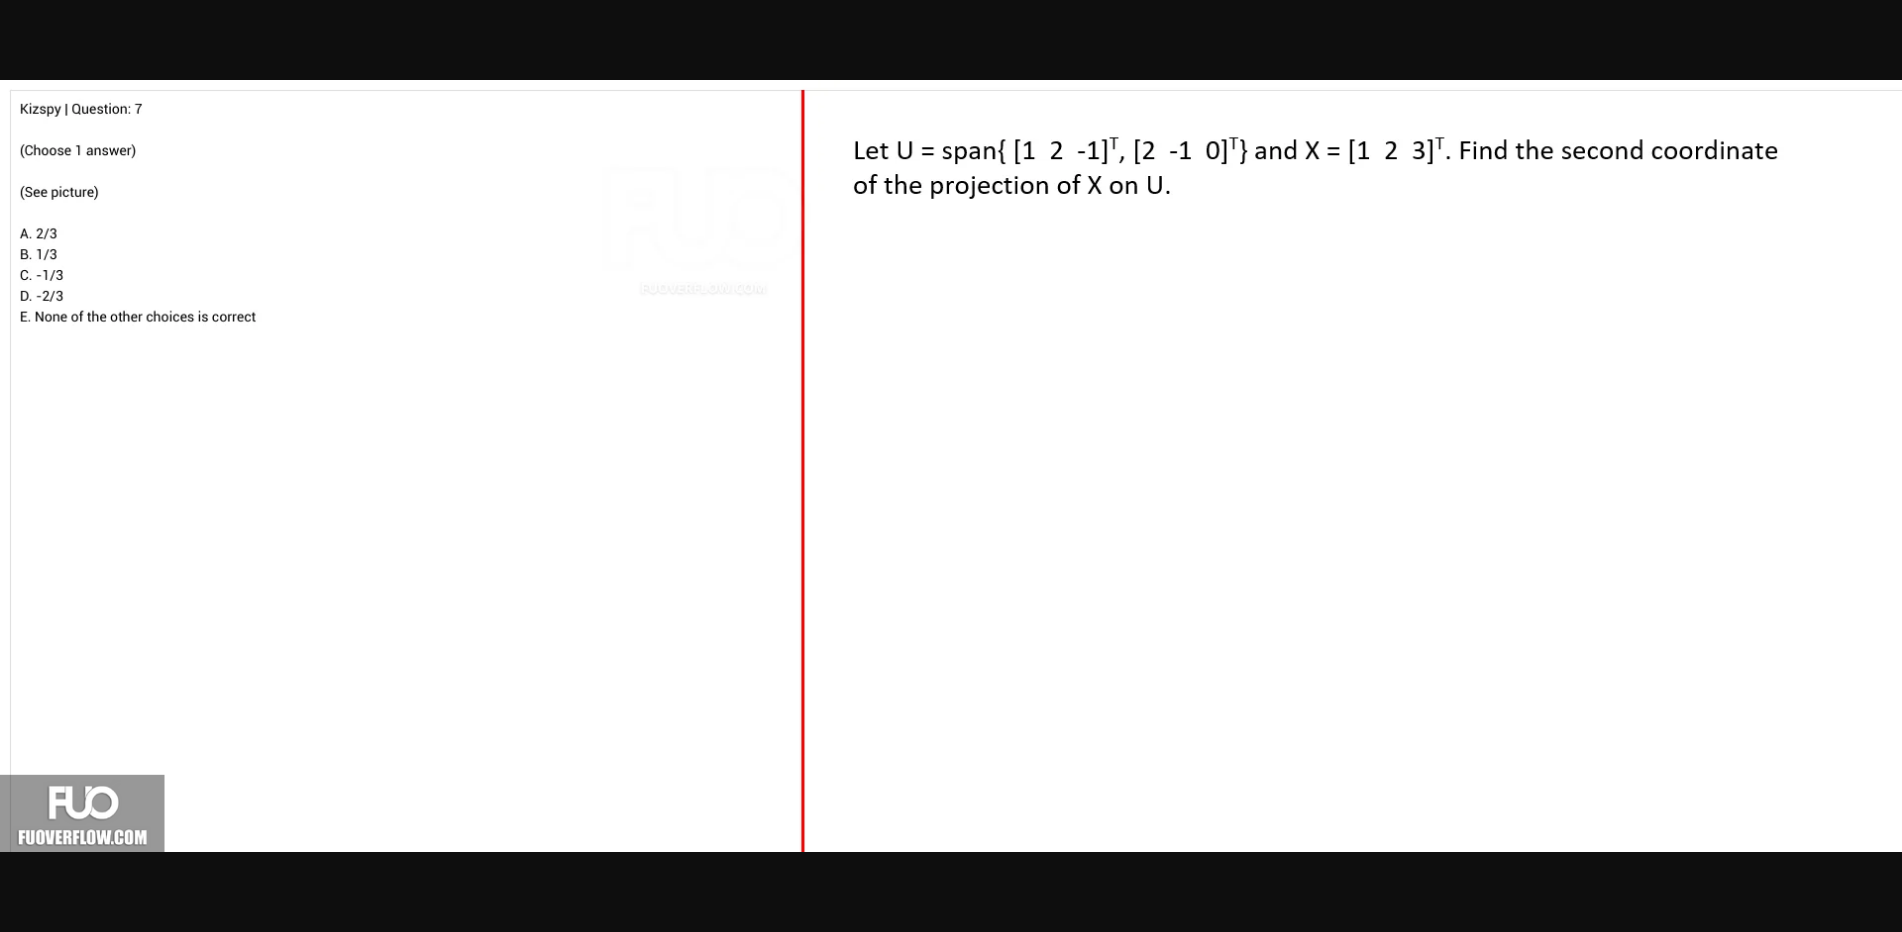 Kizspy | Question: 7
(Choose 1 answer)
(See picture)
A. 2/3
B. 1/3
C. -1/3
D. -2/3
E. None of the other choices is correct
FUO
FUOVERFLOW.COM
Let U = span{ [1 2 -1]ᵀ, [2 -1 0]ᵀ} and X = [1 2 3]ᵀ. Find the second coordinate
of the projection of X on U.
FUO
FUOVERFLOW.COM